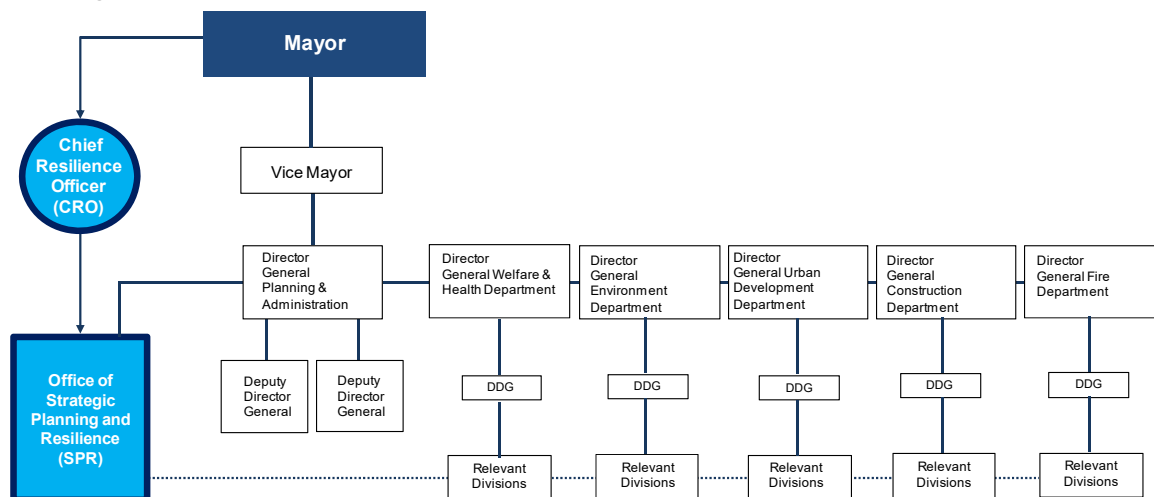 Mayor
Chief
Resilience
Officer
(CRO)
Vice Mayor
Director
General
Planning &
Administration
Director
General Welfare &
Health Department
Director
General
Environment
Department
Director
General Urban
Development
Department
Director
General
Construction
Department
Director
General Fire
Department
Office of
Strategic
Planning and
Resilience
(SPR)
Deputy
Director
General
Deputy
Director
General
DDG
DDG
DDG
DDG
DDG
Relevant
Divisions
Relevant
Divisions
Relevant
Divisions
Relevant
Divisions
Relevant
Divisions